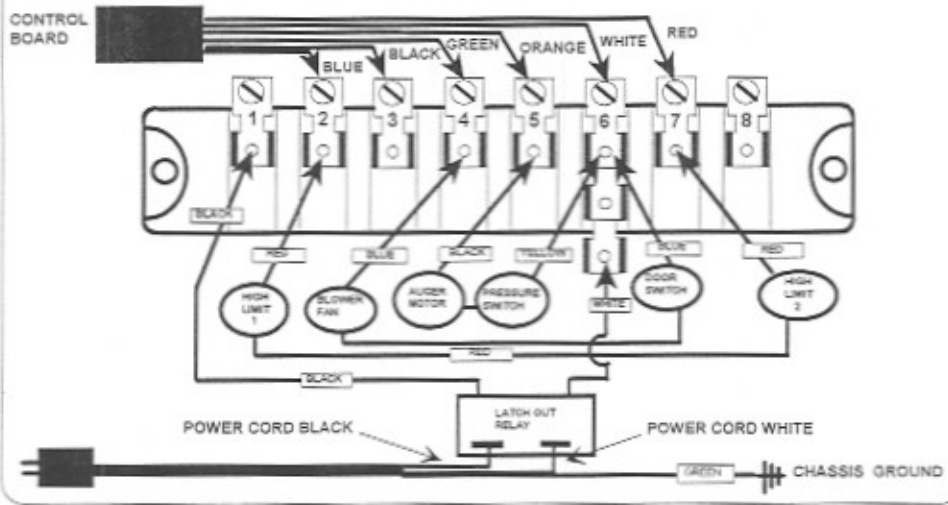 CONTROL
BOARD
BLUE
BLACK
GREEN
ORANGE
WHITE
RED
1
2
3
4
5
6
7
8
BLACK
RED
BLUE
BLACK
YELLOW
BLUE
RED
HIGH
LIMIT
1
BLOWER
FAN
AUGER
MOTOR
PRESSURE
SWITCH
WHITE
DOOR
SWITCH
HIGH
LIMIT
2
RED
BLACK
LATCH OUT
RELAY
POWER CORD BLACK
POWER CORD WHITE
GREEN
CHASSIS GROUND